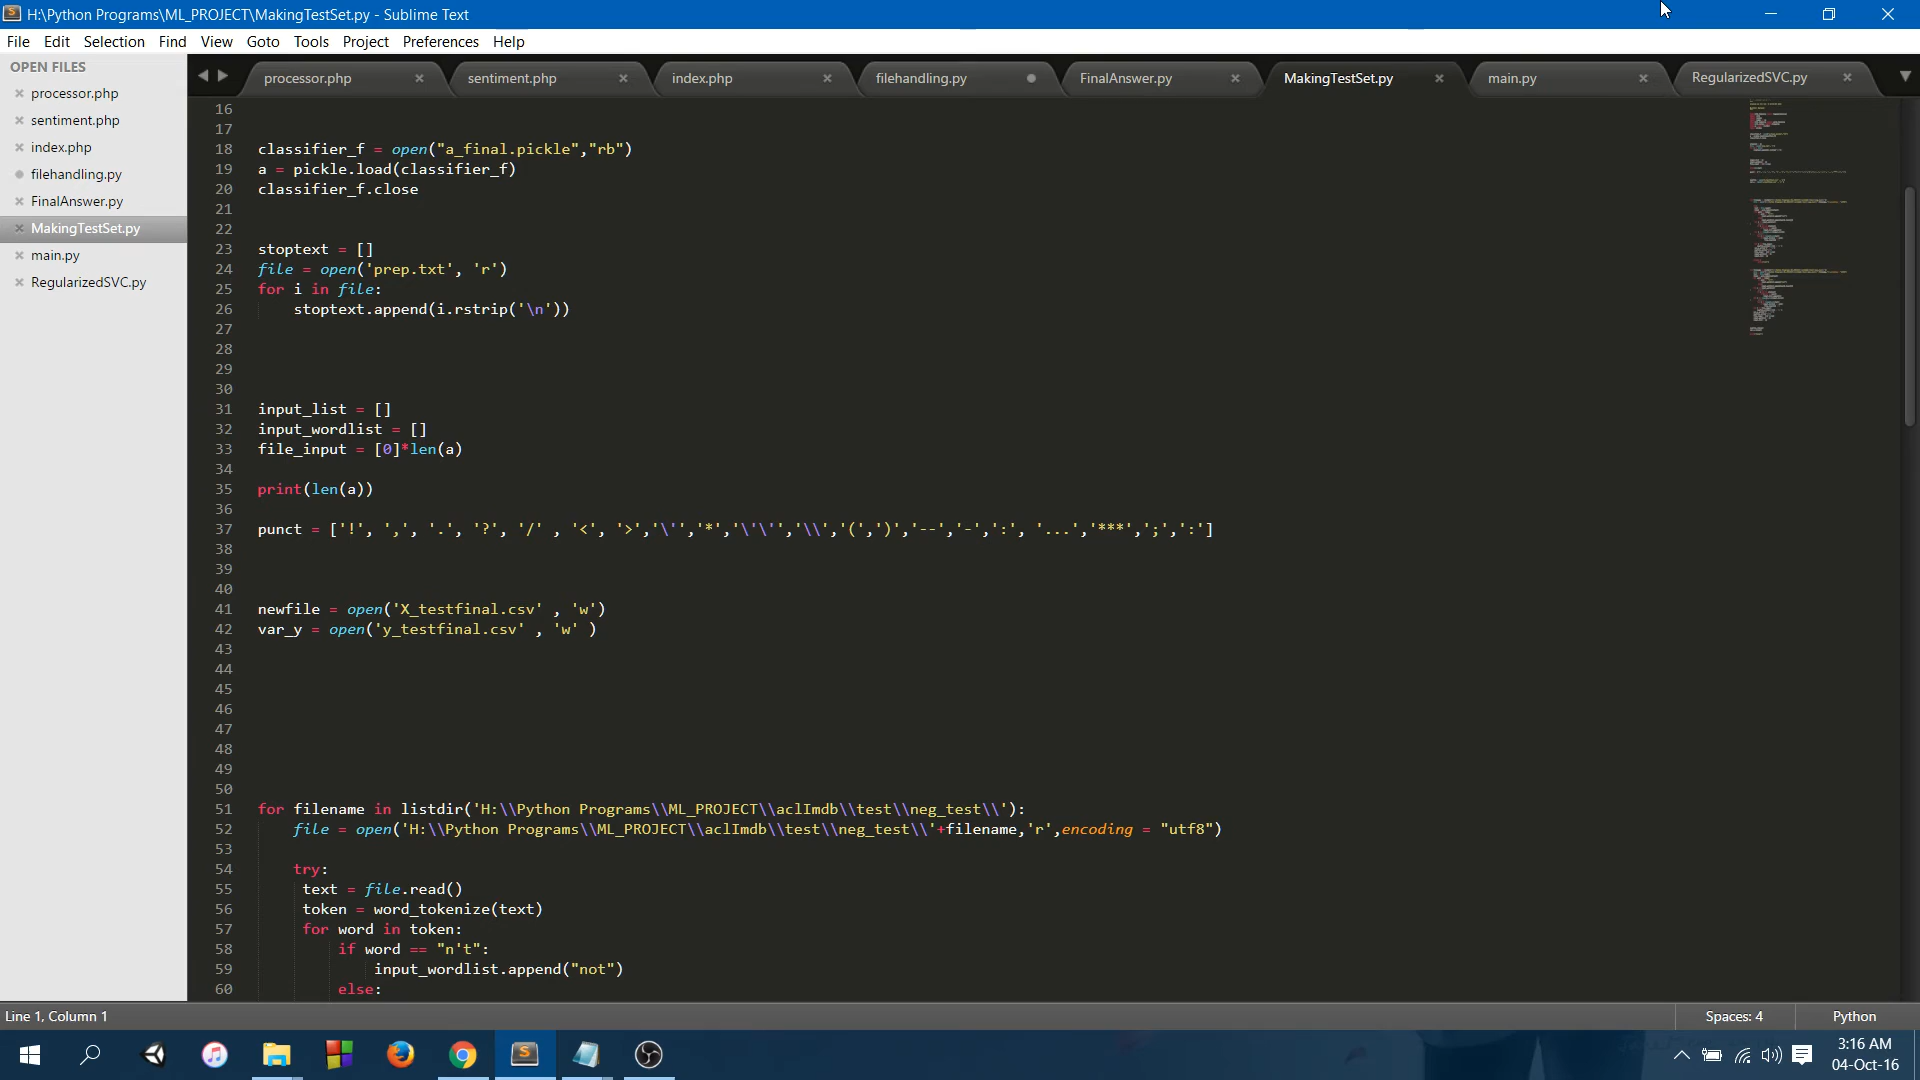 H:\Python Programs\ML_PROJECT\MakingTestSet.py - Sublime Text
File Edit Selection Find View Goto Tools Project Preferences Help
OPEN FILES
processor.php
sentiment.php
index.php
filehandling.py
FinalAnswer.py
MakingTestSet.py
main.py
RegularizedSVC.py
processor.php sentiment.php index.php filehandling.py FinalAnswer.py MakingTestSet.py main.py RegularizedSVC.py
16
17
18 classifier_f = open("a_final.pickle","rb")
19 a = pickle.load(classifier_f)
20 classifier_f.close
21
22
23 stoptext = []
24 file = open('prep.txt', 'r')
25 for i in file:
26     stoptext.append(i.rstrip('\n'))
27
28
29
30
31 input_list = []
32 input_wordlist = []
33 file_input = [0]*len(a)
34
35 print(len(a))
36
37 punct = ['!', ',', '.', '?', '/' , '<', '>','\'','*','\'\'','\\','(',')','--','-',':', '...','***',';',':']
38
39
40
41 newfile = open('X_testfinal.csv' , 'w')
42 var_y = open('y_testfinal.csv' , 'w' )
43
44
45
46
47
48
49
50
51 for filename in listdir('H:\\Python Programs\\ML_PROJECT\\aclImdb\\test\\neg_test\\'):
52     file = open('H:\\Python Programs\\ML_PROJECT\\aclImdb\\test\\neg_test\\'+filename,'r',encoding = "utf8")
53
54     try:
55      text = file.read()
56      token = word_tokenize(text)
57      for word in token:
58          if word == "n't":
59              input_wordlist.append("not")
60          else:
Line 1, Column 1
Spaces: 4
Python
3:16 AM
04-Oct-16